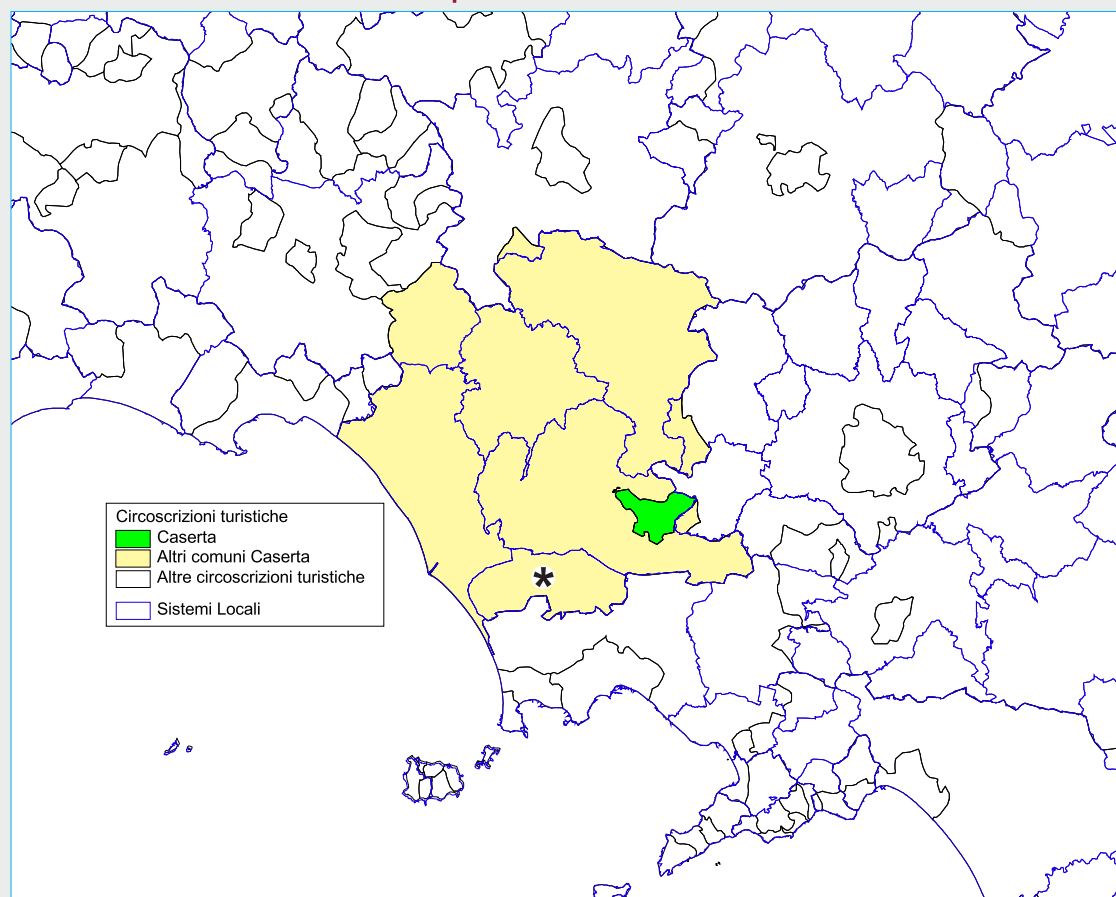 Circoscrizioni turistiche
Caserta
Altri comuni Caserta
Altre circoscrizioni turistiche
Sistemi Locali
*